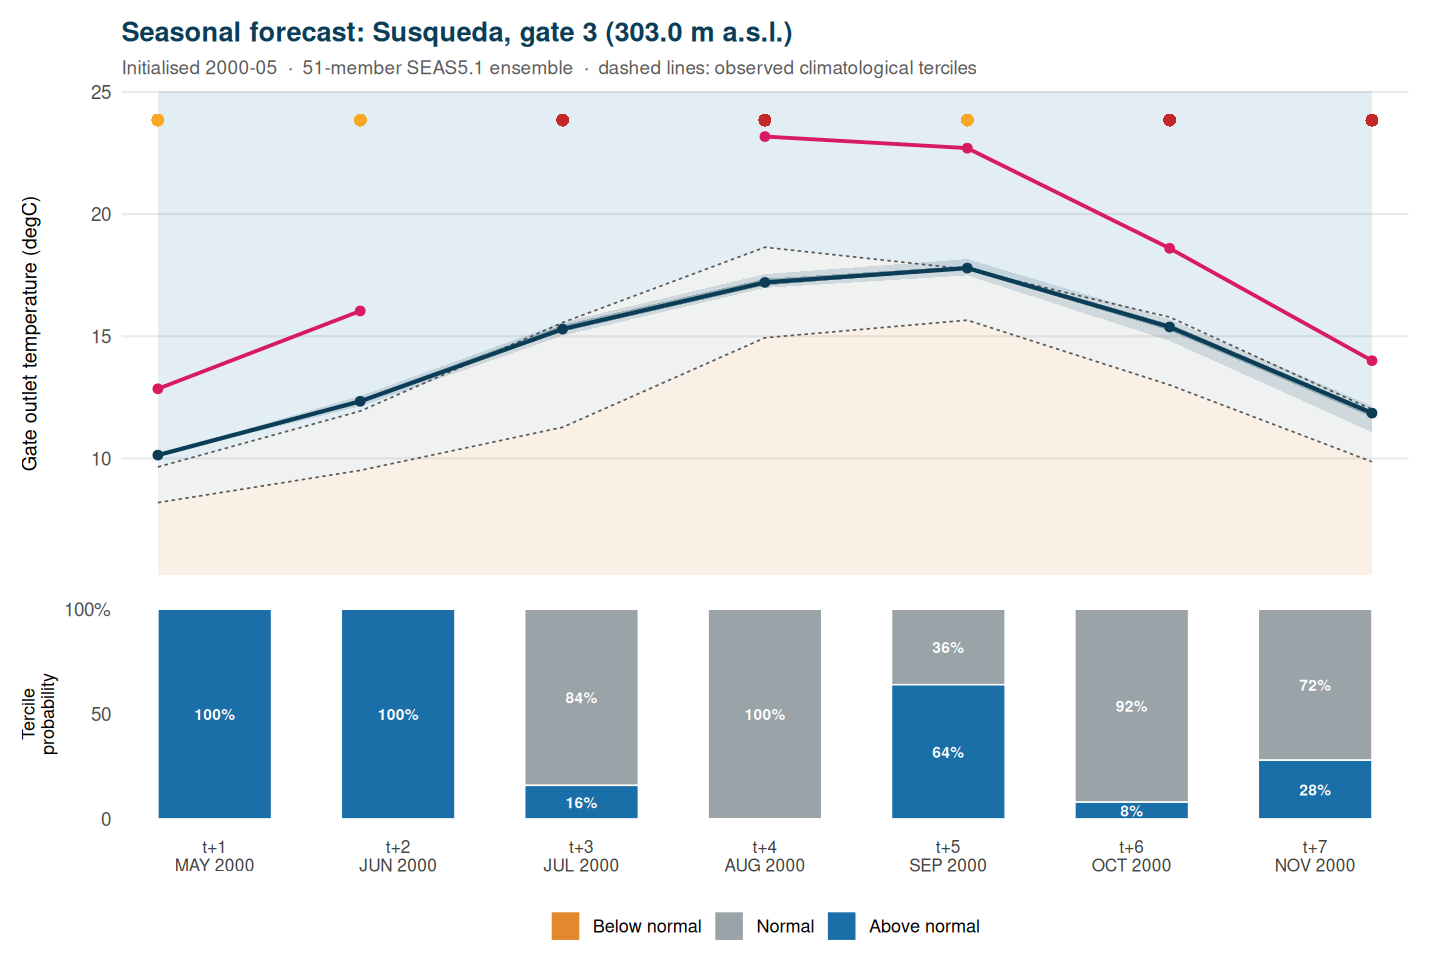 Seasonal forecast: Susqueda, gate 3 (303.0 m a.s.l.)
Initialised 2000-05 · 51-member SEAS5.1 ensemble · dashed lines: observed climatological terciles
Gate outlet temperature (degC)
25
20
15
10
Tercile
probability
100%
50
0
100%
100%
84%
16%
100%
36%
64%
92%
8%
72%
28%
t+1
MAY 2000
t+2
JUN 2000
t+3
JUL 2000
t+4
AUG 2000
t+5
SEP 2000
t+6
OCT 2000
t+7
NOV 2000
Below normal
Normal
Above normal